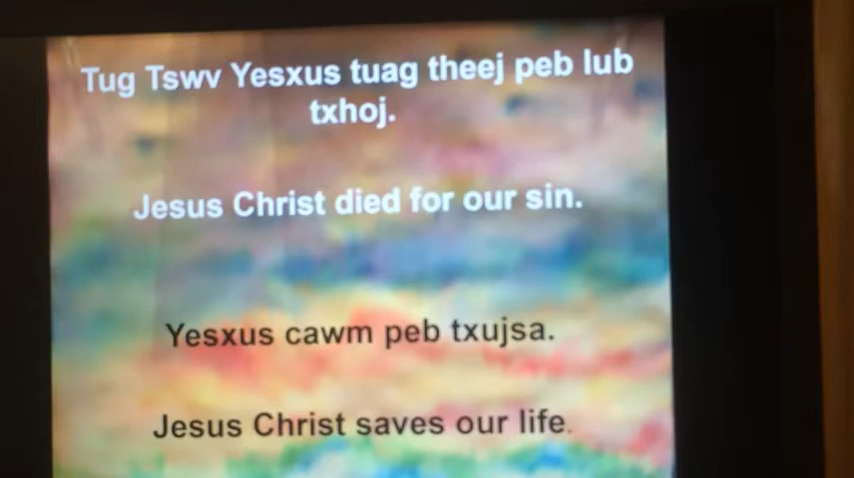 Tug Tswv Yesxus tuag theej peb lub
txhoj.
Jesus Christ died for our sin.
Yesxus cawm peb txujsa.
Jesus Christ saves our life.